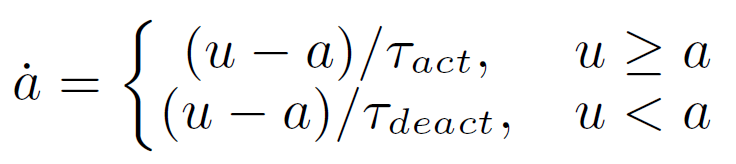 ȧ = { (u − a)/τ_act, u ≥ a
(u − a)/τ_deact, u < a